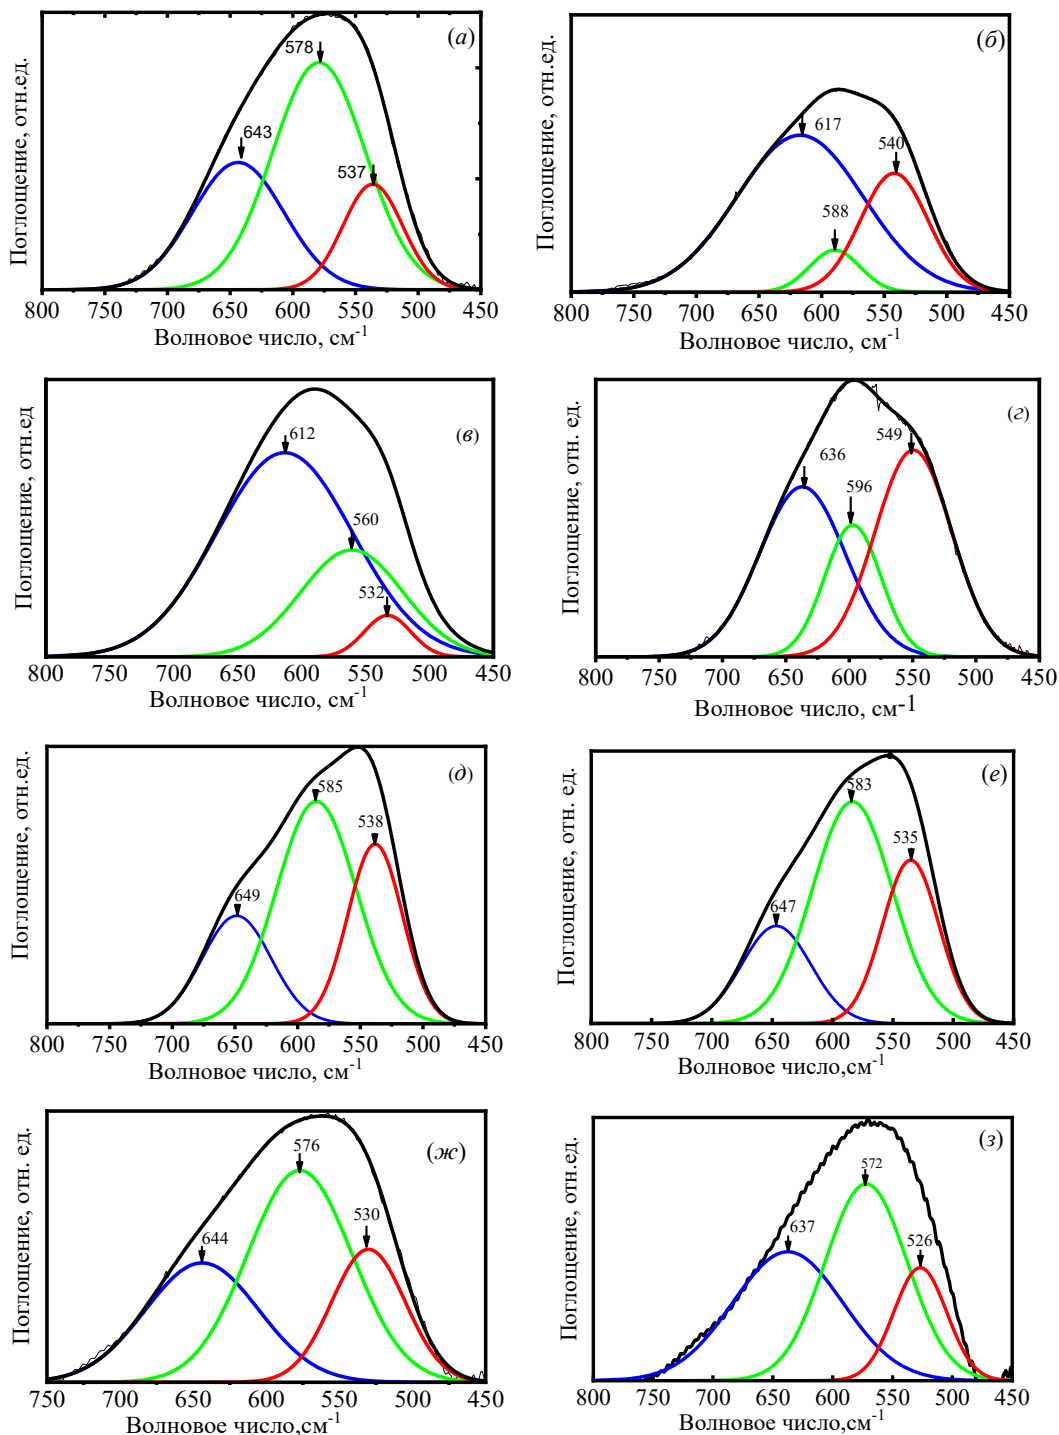 (а)
578
643
537
Поглощение, отн.ед.
800 750 700 650 600 550 500 450
Волновое число, см-1
(б)
617
540
588
Поглощение, отн.ед.
800 750 700 650 600 550 500 450
Волновое число, см-1
(в)
612
560
532
Поглощение, отн.ед
800 750 700 650 600 550 500 450
Волновое число, см-1
(г)
549
636
596
Поглощение, отн. ед.
800 750 700 650 600 550 500 450
Волновое число, см-1
(д)
585
538
649
Поглощение, отн.ед.
800 750 700 650 600 550 500 450
Волновое число, см-1
(е)
583
535
647
Поглощение, отн. ед.
800 750 700 650 600 550 500 450
Волновое число,см-1
(ж)
576
530
644
Поглощение, отн.ед.
750 700 650 600 550 500 450
Волновое число,см-1
(з)
572
637
526
Поглощение, отн.ед.
800 750 700 650 600 550 500 450
Волновое число,см-1